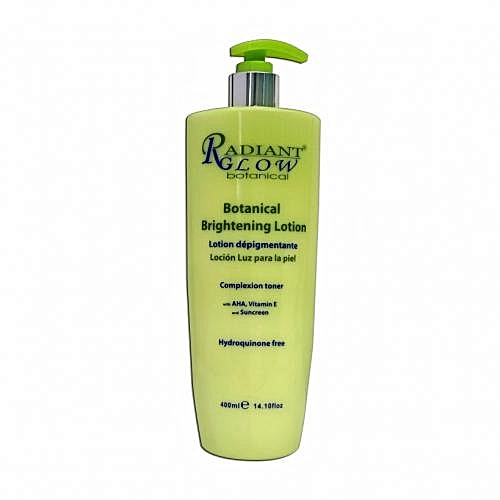 RADIANT®
GLOW
botanical
Botanical
Brightening Lotion
Lotion dépigmentante
Loción Luz para la piel
Complexion toner
with AHA, Vitamin E
and Suncreen
Hydroquinone free
400ml e 14.10floz